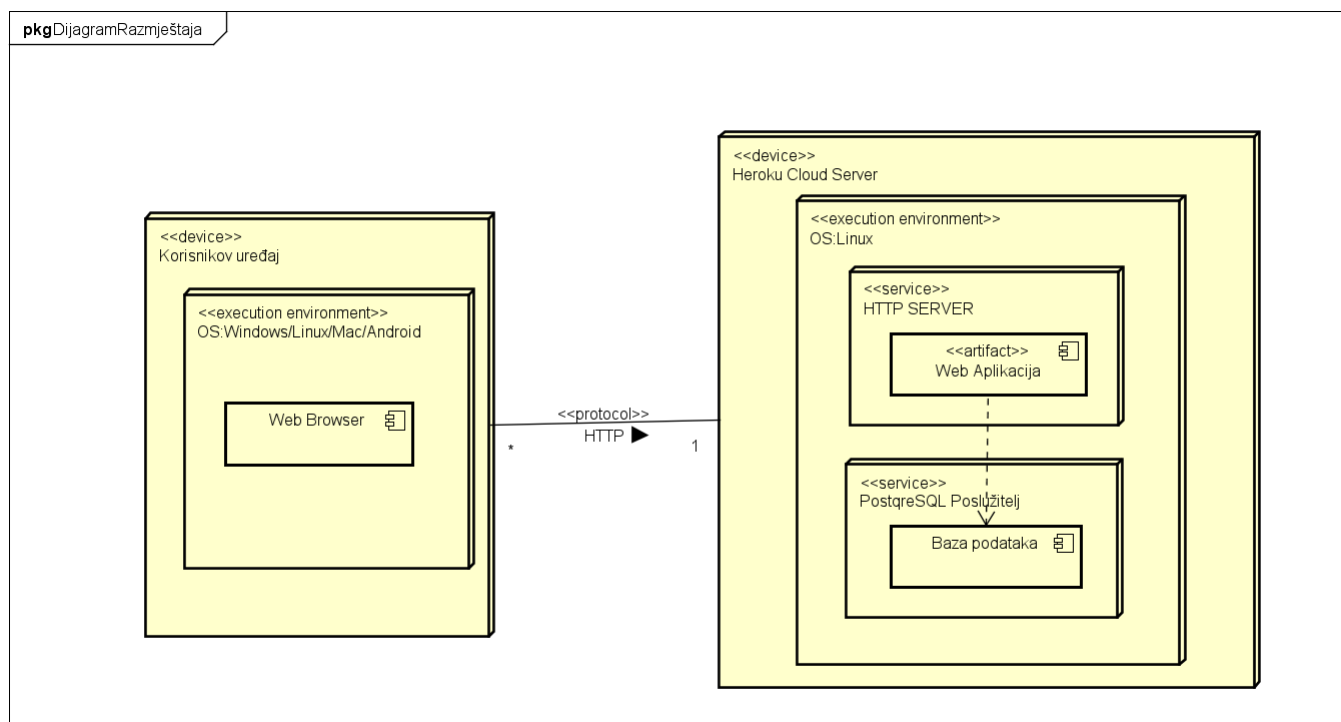 pkgDijagramRazmještaja
<<device>>
Korisnikov uređaj
<<execution environment>>
OS:Windows/Linux/Mac/Android
Web Browser
<<protocol>>
HTTP
*
1
<<device>>
Heroku Cloud Server
<<execution environment>>
OS:Linux
<<service>>
HTTP SERVER
<<artifact>>
Web Aplikacija
<<service>>
PostgreSQL Poslužitelj
Baza podataka